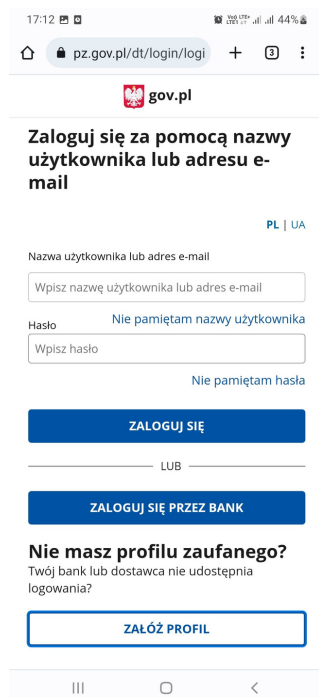 17:12
Vo)) LTE+
LTE1
44%
pz.gov.pl/dt/login/logi
3
gov.pl
Zaloguj się za pomocą nazwy
użytkownika lub adresu e-
mail
PL | UA
Nazwa użytkownika lub adres e-mail
Wpisz nazwę użytkownika lub adres e-mail
Hasło
Nie pamiętam nazwy użytkownika
Wpisz hasło
Nie pamiętam hasła
ZALOGUJ SIĘ
LUB
ZALOGUJ SIĘ PRZEZ BANK
Nie masz profilu zaufanego?
Twój bank lub dostawca nie udostępnia
logowania?
ZAŁÓŻ PROFIL